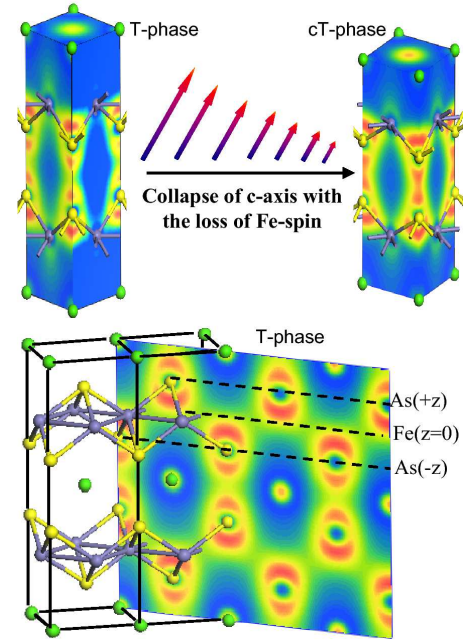 T-phase
cT-phase
Collapse of c-axis with
the loss of Fe-spin
T-phase
As(+z)
Fe(z=0)
As(-z)